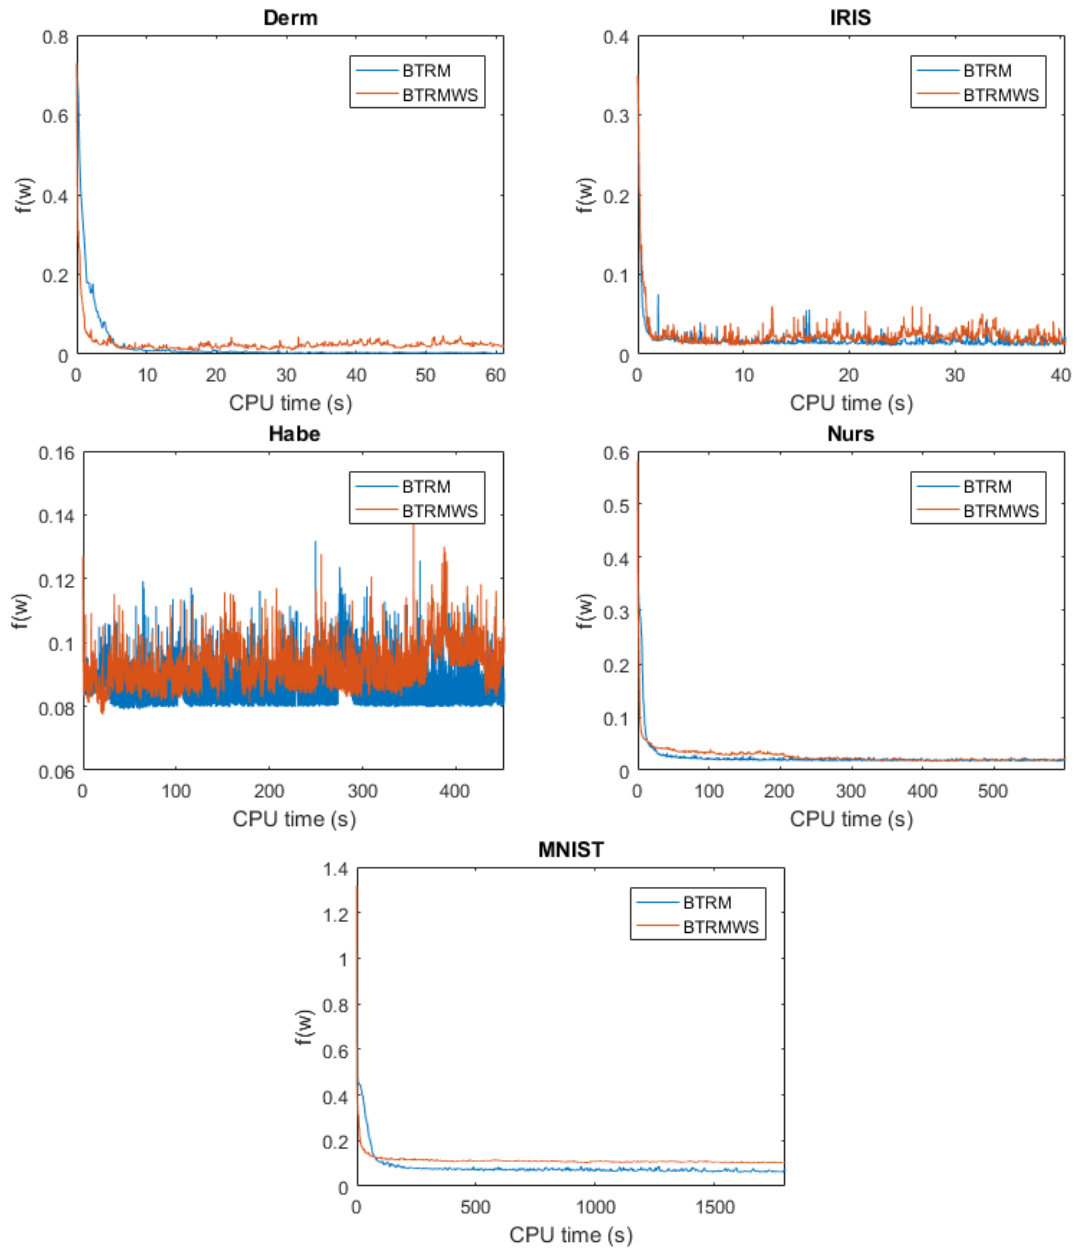 Derm
0.8
0.6
0.4
0.2
0
f(w)
BTRM
BTRMWS
0 10 20 30 40 50 60
CPU time (s)
IRIS
0.4
0.3
0.2
0.1
0
f(w)
BTRM
BTRMWS
0 10 20 30 40
CPU time (s)
Habe
0.16
0.14
0.12
0.1
0.08
0.06
f(w)
BTRM
BTRMWS
0 100 200 300 400
CPU time (s)
Nurs
0.6
0.5
0.4
0.3
0.2
0.1
0
f(w)
BTRM
BTRMWS
0 100 200 300 400 500
CPU time (s)
MNIST
1.4
1.2
1
0.8
0.6
0.4
0.2
0
f(w)
BTRM
BTRMWS
0 500 1000 1500
CPU time (s)